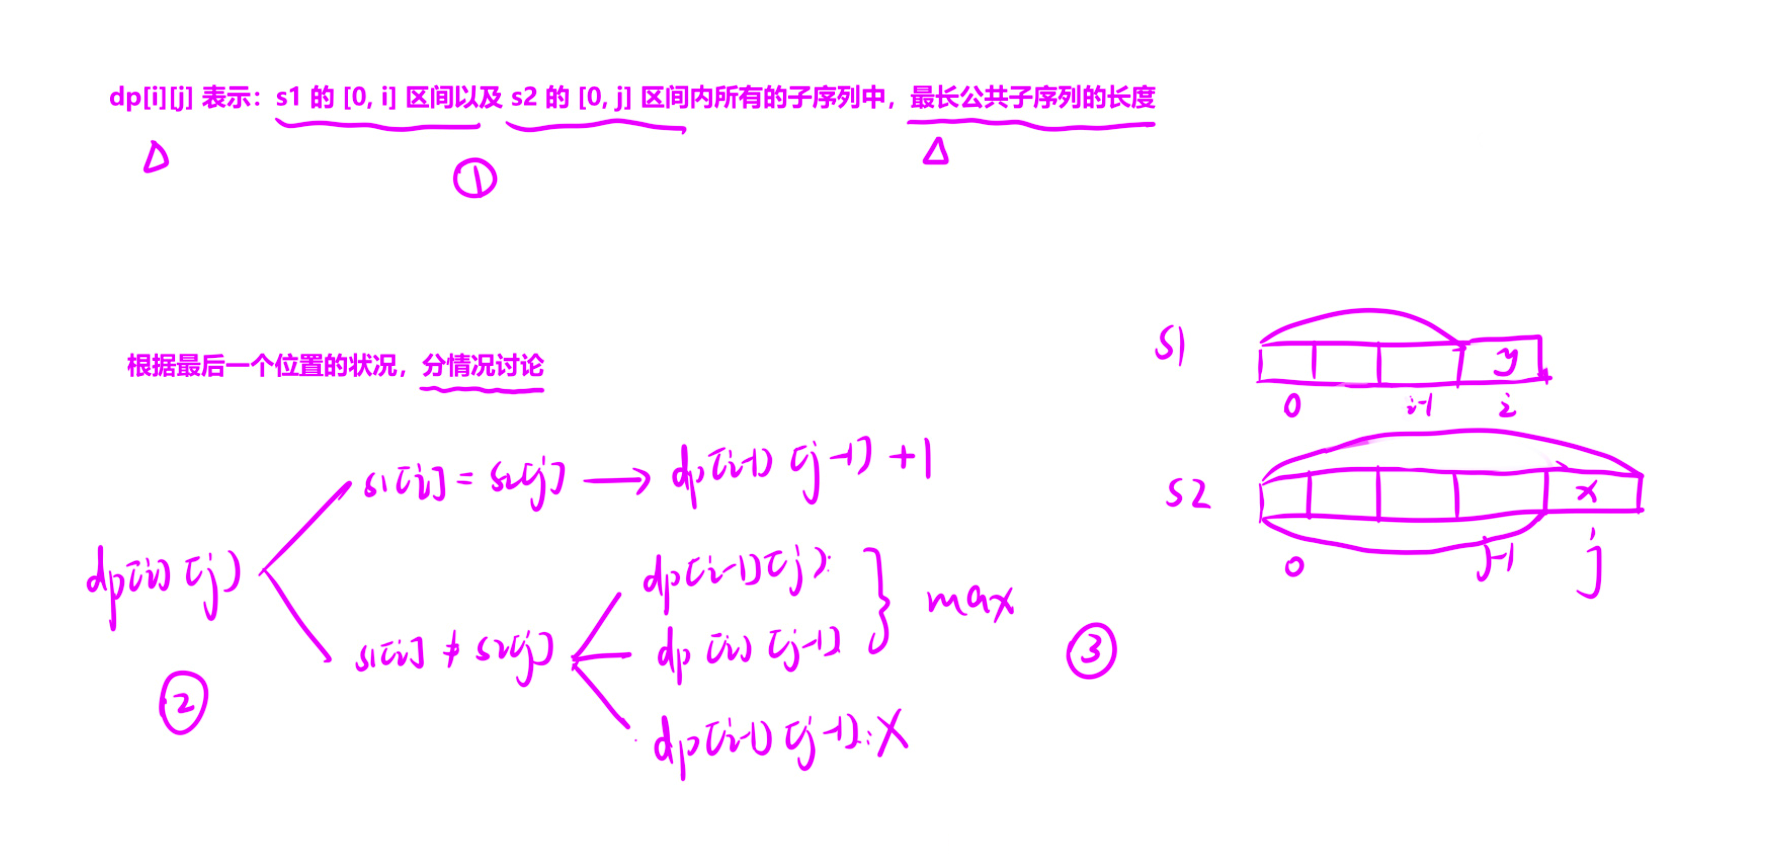 dp[i][j] 表示：s1 的 [0, i] 区间以及 s2 的 [0, j] 区间内所有的子序列中，最长公共子序列的长度
①
根据最后一个位置的状况，分情况讨论
S1
y
0 i-1 i
S2
x
0 j-1 j
s1[i] = s2[j] → dp[i-1][j-1] + 1
dp[i][j]
s1[i] ≠ s2[j]
dp[i-1][j]
dp[i][j-1]
} max
dp[i-1][j-1] : X
②
③